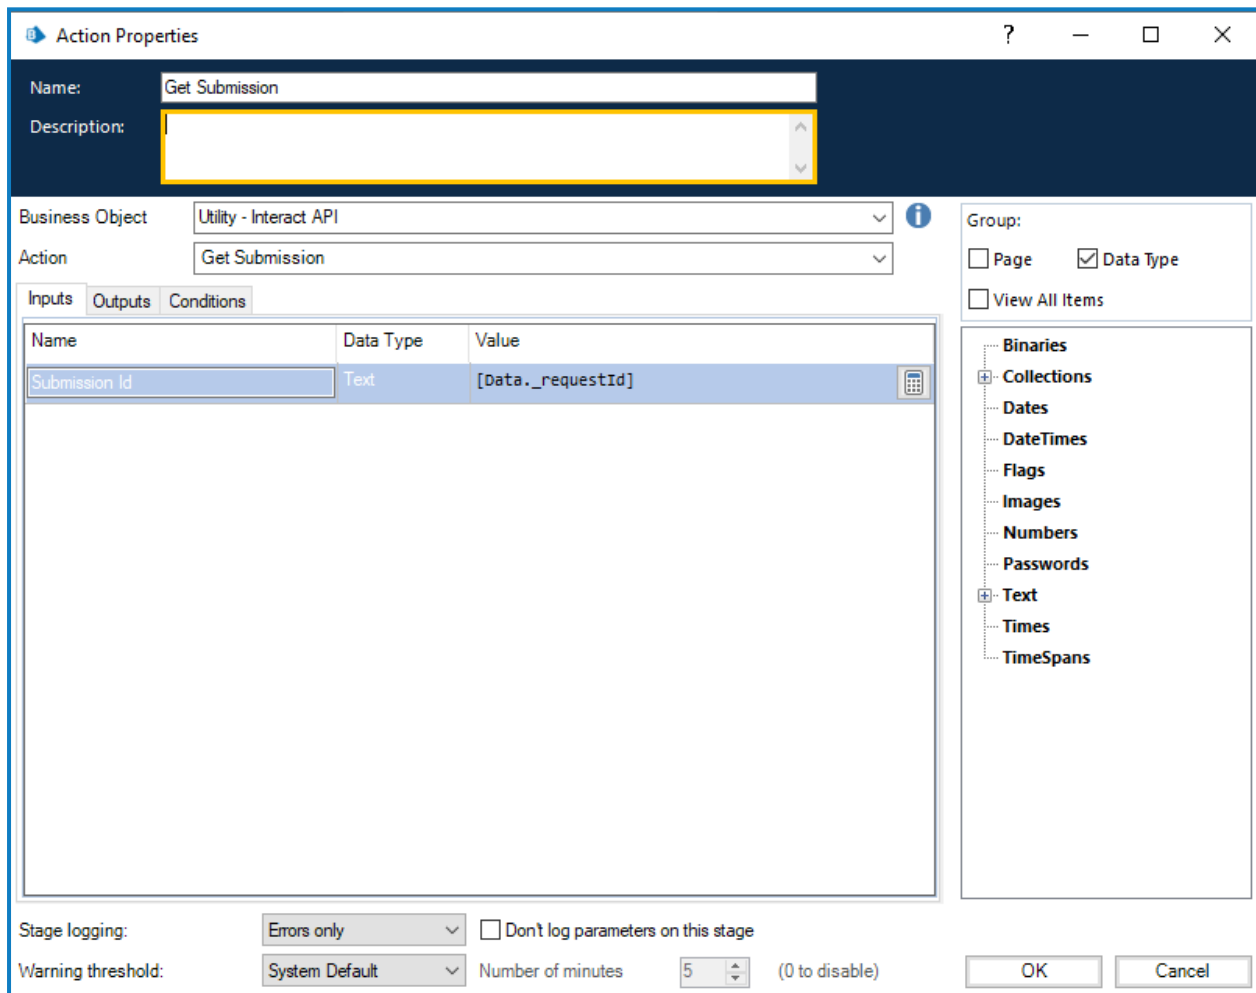 Action Properties
?
Name: Get Submission
Description:
Business Object Utility - Interact API
Action Get Submission
Inputs Outputs Conditions
Name Data Type Value
Submission Id Text [Data._requestId]
Group:
Page Data Type
View All Items
Binaries
Collections
Dates
DateTimes
Flags
Images
Numbers
Passwords
Text
Times
TimeSpans
Stage logging: Errors only Don't log parameters on this stage
Warning threshold: System Default Number of minutes 5 (0 to disable)
OK Cancel